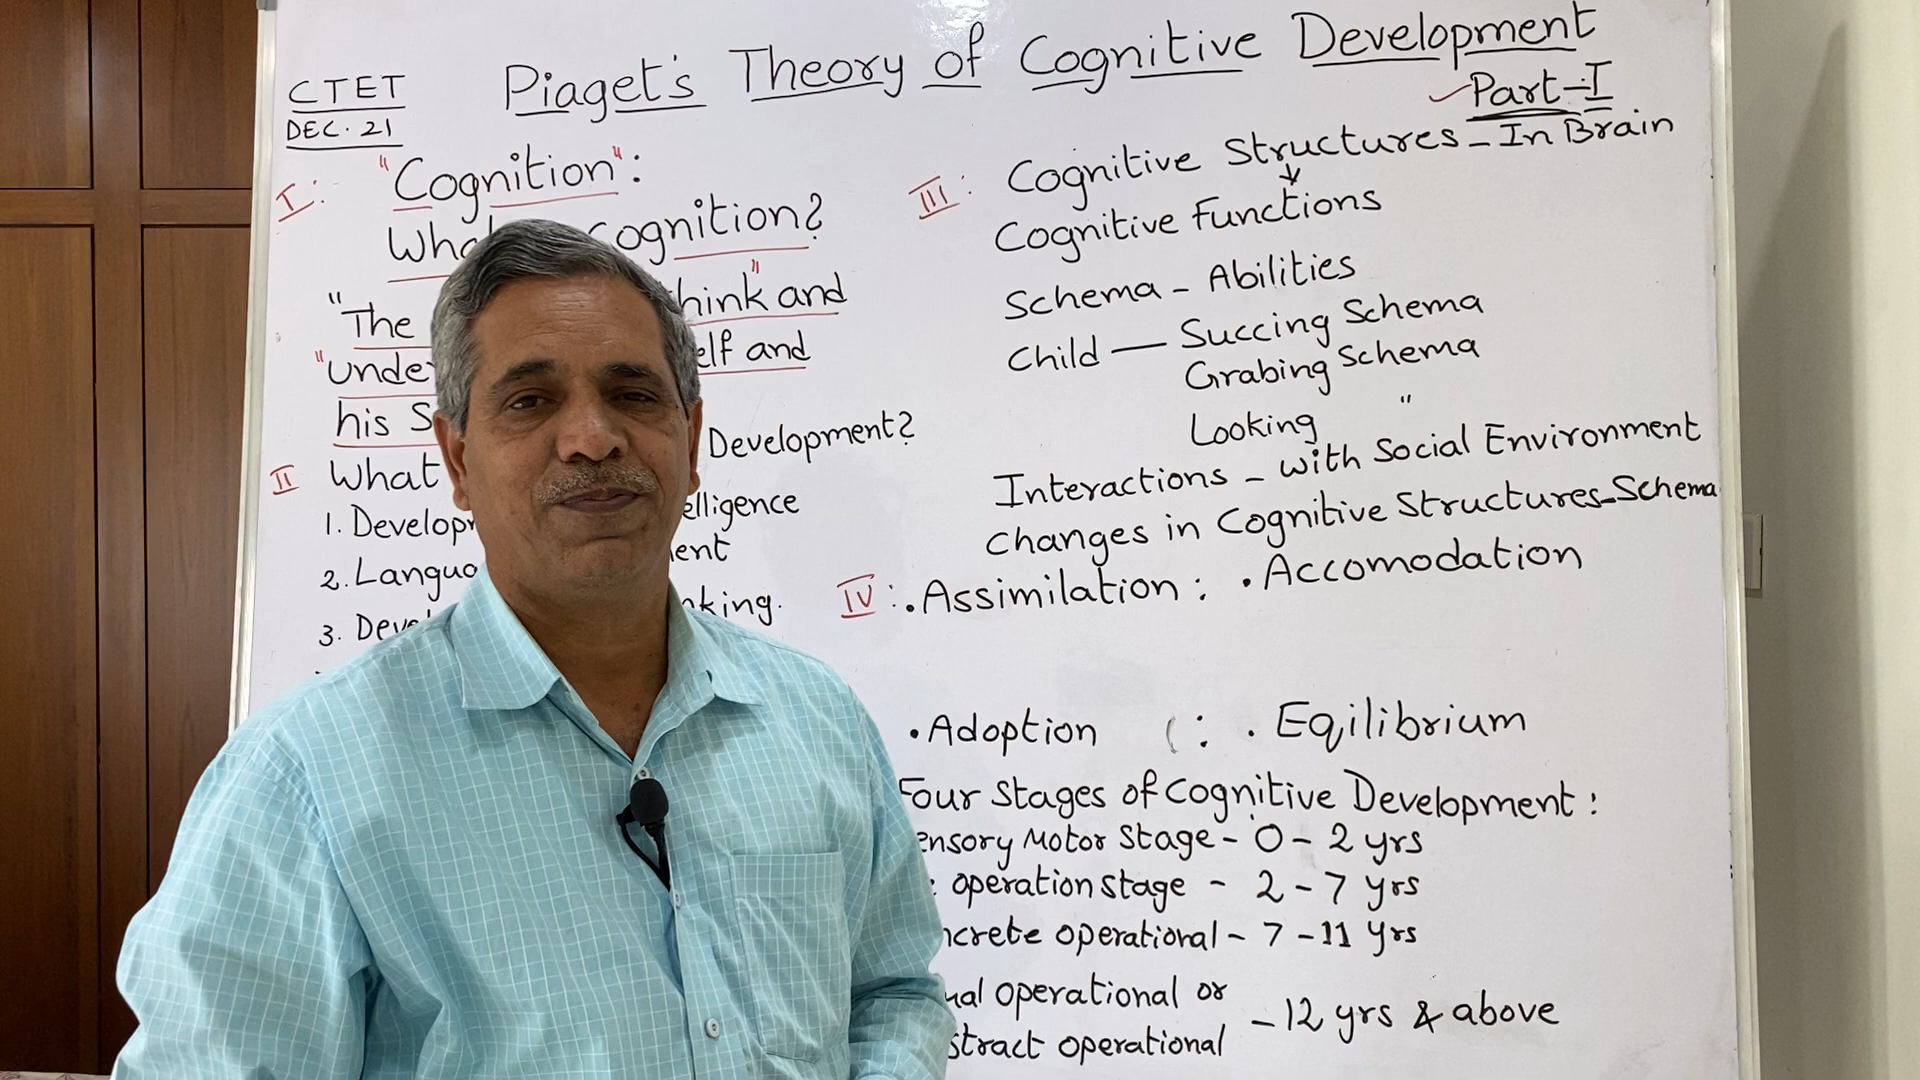 Piaget's Theory of Cognitive Development
CTET
DEC. 21
Part-I
I: "Cognition":
cognition?
"The think" and
"unde elf and
his S
II What Development?
1. Develop elligence
2. Langua ent
3. Deve nking.
III: Cognitive Structures - In Brain
Cognitive Functions
Schema - Abilities
Child — Succing Schema
Grabing Schema
Looking "
Interactions - with Social Environment
Changes in Cognitive Structures - Schema
IV: • Assimilation : • Accomodation
• Adoption (: • Eqilibrium
Four Stages of Cognitive Development :
ensory Motor Stage - 0 - 2 yrs
: operation stage - 2 - 7 yrs
ncrete operational - 7 - 11 yrs
nal operational or
stract operational - 12 yrs & above